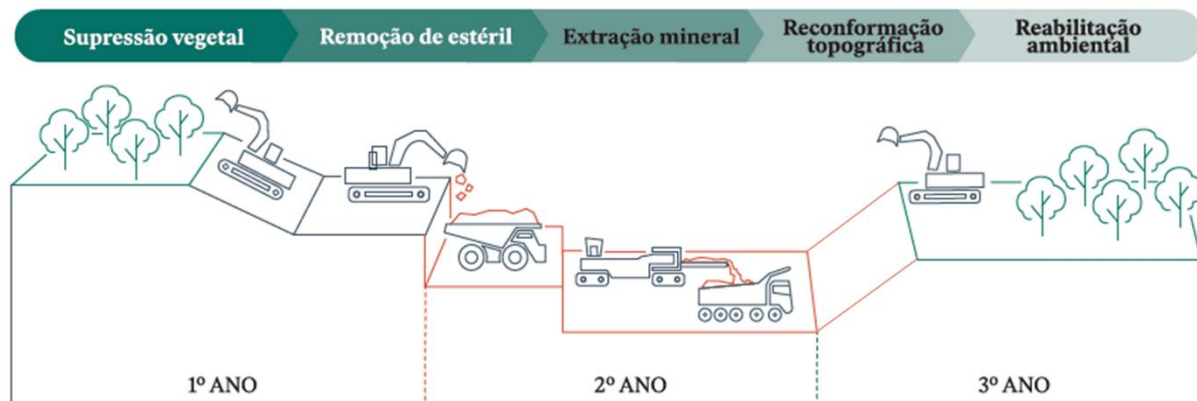 Supressão vegetal
Remoção de estéril
Extração mineral
Reconformação
topográfica
Reabilitação
ambiental
1º ANO
2º ANO
3º ANO